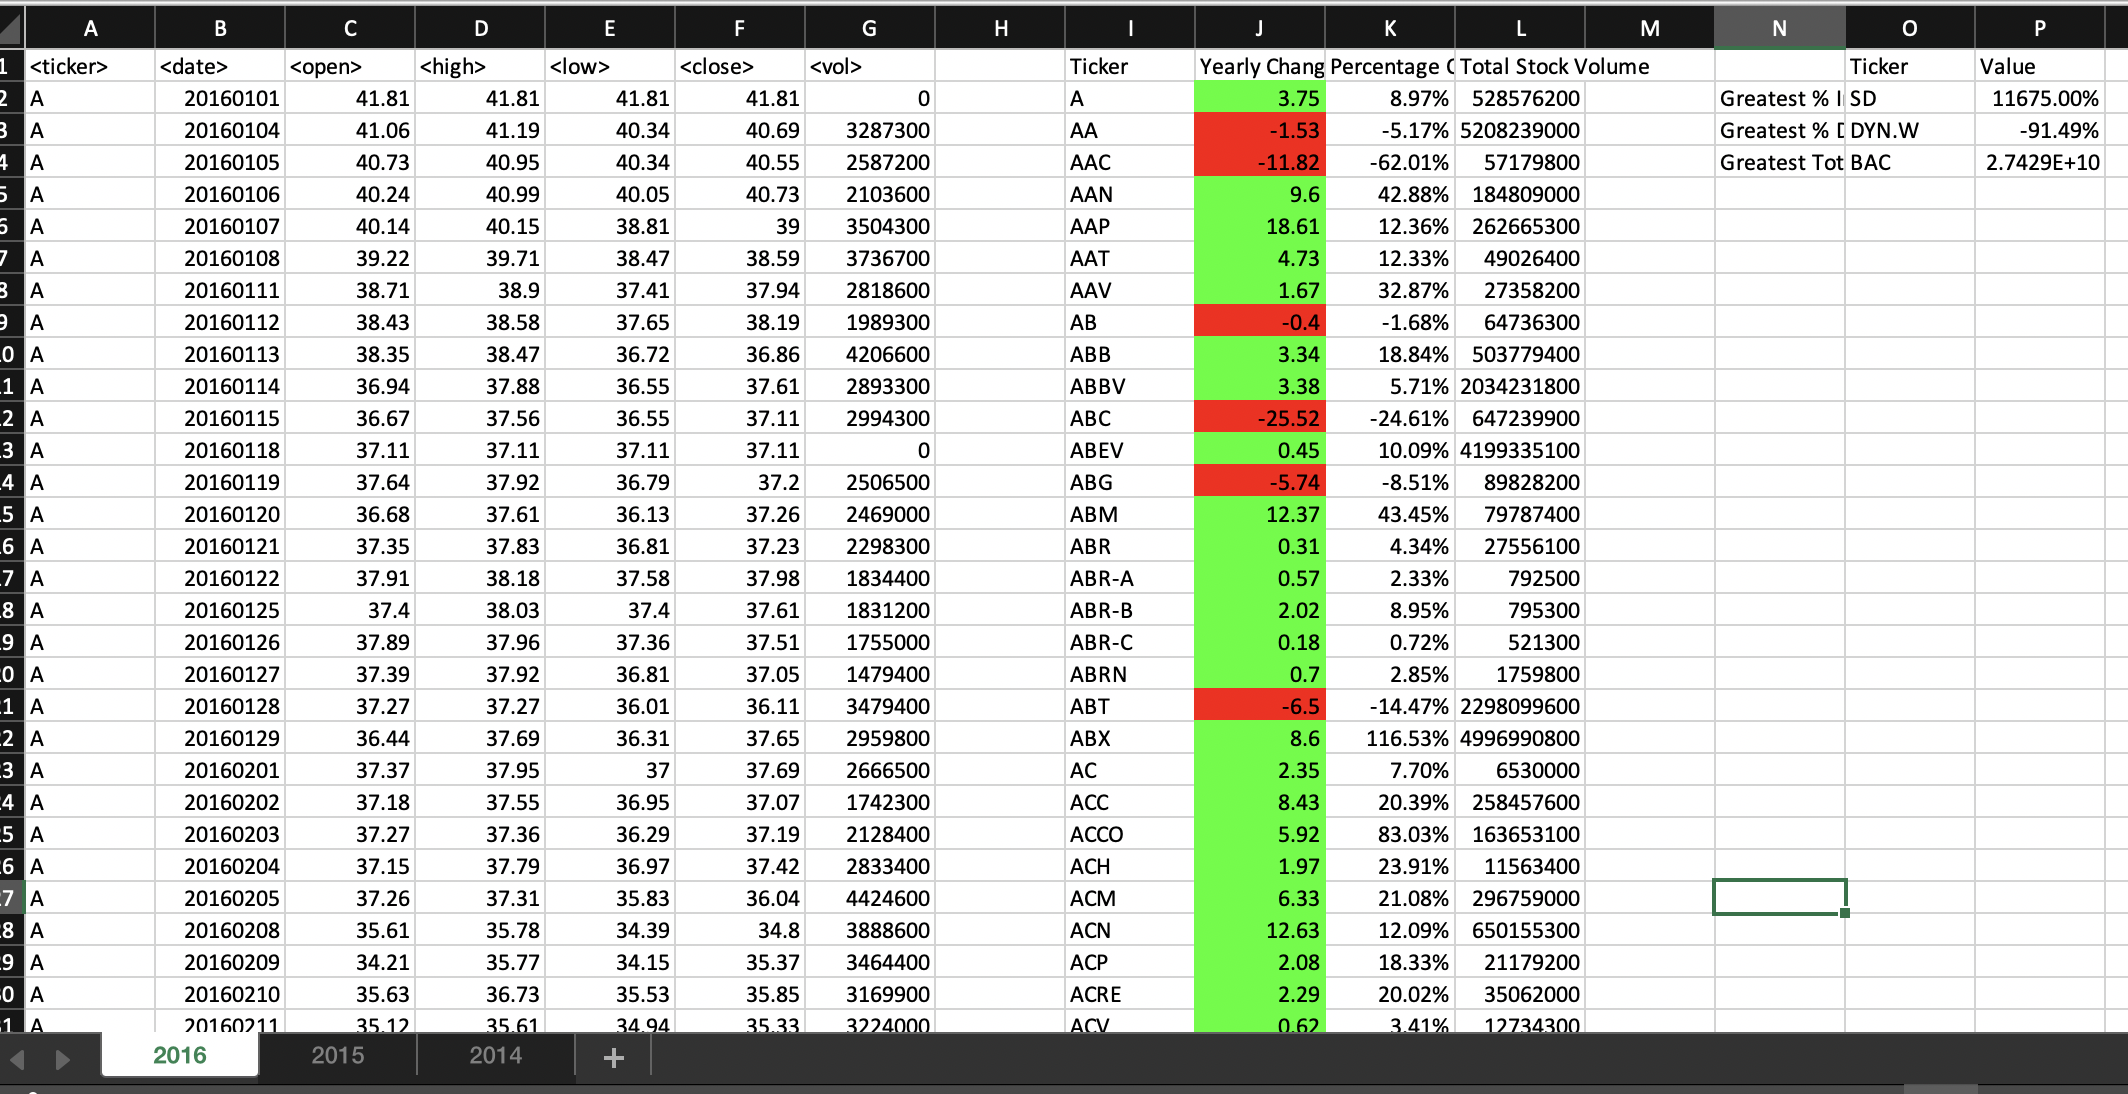 A B C D E F G H I J K L M N O P
1 <ticker> <date> <open> <high> <low> <close> <vol> Ticker Yearly Chang Percentage Total Stock Volume Ticker Value
2 A 20160101 41.81 41.81 41.81 41.81 0 A 3.75 8.97% 528576200 Greatest % SD 11675.00%
3 A 20160104 41.06 41.19 40.34 40.69 3287300 AA -1.53 -5.17% 5208239000 Greatest % DYN.W -91.49%
4 A 20160105 40.73 40.95 40.34 40.55 2587200 AAC -11.82 -62.01% 57179800 Greatest Tot BAC 2.7429E+10
5 A 20160106 40.24 40.99 40.05 40.73 2103600 AAN 9.6 42.88% 184809000
6 A 20160107 40.14 40.15 38.81 39 3504300 AAP 18.61 12.36% 262665300
7 A 20160108 39.22 39.71 38.47 38.59 3736700 AAT 4.73 12.33% 49026400
8 A 20160111 38.71 38.9 37.41 37.94 2818600 AAV 1.67 32.87% 27358200
9 A 20160112 38.43 38.58 37.65 38.19 1989300 AB -0.4 -1.68% 64736300
0 A 20160113 38.35 38.47 36.72 36.86 4206600 ABB 3.34 18.84% 503779400
1 A 20160114 36.94 37.88 36.55 37.61 2893300 ABBV 3.38 5.71% 2034231800
2 A 20160115 36.67 37.56 36.55 37.11 2994300 ABC -25.52 -24.61% 647239900
3 A 20160118 37.11 37.11 37.11 37.11 0 ABEV 0.45 10.09% 4199335100
4 A 20160119 37.64 37.92 36.79 37.2 2506500 ABG -5.74 -8.51% 89828200
5 A 20160120 36.68 37.61 36.13 37.26 2469000 ABM 12.37 43.45% 79787400
6 A 20160121 37.35 37.83 36.81 37.23 2298300 ABR 0.31 4.34% 27556100
7 A 20160122 37.91 38.18 37.58 37.98 1834400 ABR-A 0.57 2.33% 792500
8 A 20160125 37.4 38.03 37.4 37.61 1831200 ABR-B 2.02 8.95% 795300
9 A 20160126 37.89 37.96 37.36 37.51 1755000 ABR-C 0.18 0.72% 521300
0 A 20160127 37.39 37.92 36.81 37.05 1479400 ABRN 0.7 2.85% 1759800
1 A 20160128 37.27 37.27 36.01 36.11 3479400 ABT -6.5 -14.47% 2298099600
2 A 20160129 36.44 37.69 36.31 37.65 2959800 ABX 8.6 116.53% 4996990800
3 A 20160201 37.37 37.95 37 37.69 2666500 AC 2.35 7.70% 6530000
4 A 20160202 37.18 37.55 36.95 37.07 1742300 ACC 8.43 20.39% 258457600
5 A 20160203 37.27 37.36 36.29 37.19 2128400 ACCO 5.92 83.03% 163653100
6 A 20160204 37.15 37.79 36.97 37.42 2833400 ACH 1.97 23.91% 11563400
7 A 20160205 37.26 37.31 35.83 36.04 4424600 ACM 6.33 21.08% 296759000
8 A 20160208 35.61 35.78 34.39 34.8 3888600 ACN 12.63 12.09% 650155300
9 A 20160209 34.21 35.77 34.15 35.37 3464400 ACP 2.08 18.33% 21179200
0 A 20160210 35.63 36.73 35.53 35.85 3169900 ACRE 2.29 20.02% 35062000
1 A 20160211 35.12 35.61 34.94 35.33 3224000 ACV 0.62 3.41% 12734300
2016 2015 2014 +